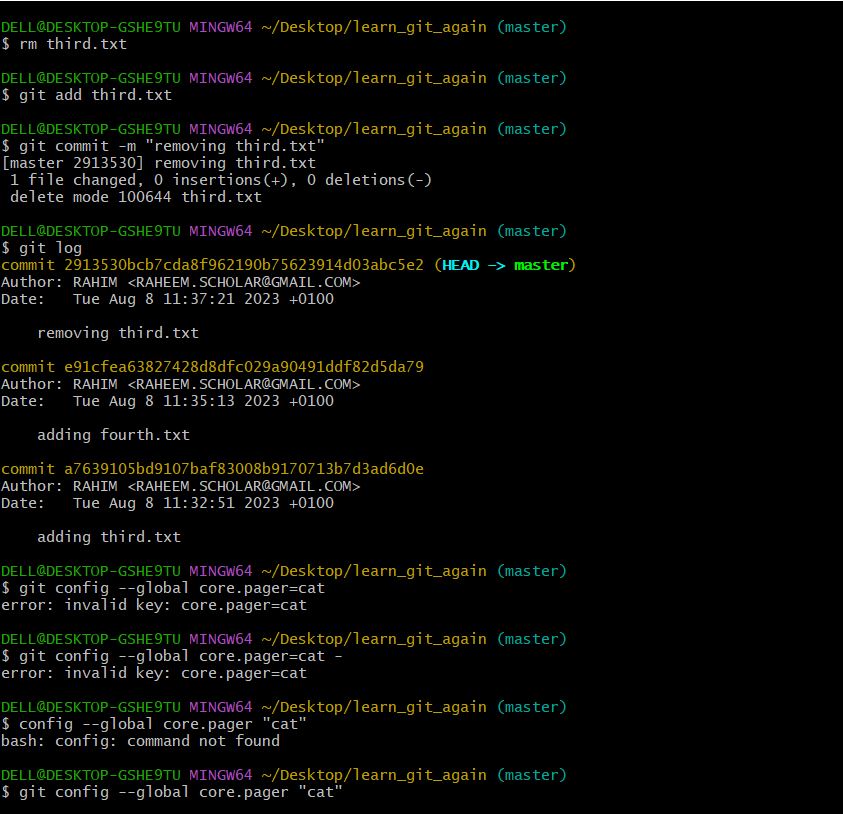 DELL@DESKTOP-GSHE9TU MINGW64 ~/Desktop/learn_git_again (master)
$ rm third.txt
DELL@DESKTOP-GSHE9TU MINGW64 ~/Desktop/learn_git_again (master)
$ git add third.txt
DELL@DESKTOP-GSHE9TU MINGW64 ~/Desktop/learn_git_again (master)
$ git commit -m "removing third.txt"
[master 2913530] removing third.txt
 1 file changed, 0 insertions(+), 0 deletions(-)
 delete mode 100644 third.txt
DELL@DESKTOP-GSHE9TU MINGW64 ~/Desktop/learn_git_again (master)
$ git log
commit 2913530bcb7cda8f962190b75623914d03abc5e2 (HEAD -> master)
Author: RAHIM <RAHEEM.SCHOLAR@GMAIL.COM>
Date:   Tue Aug 8 11:37:21 2023 +0100
    removing third.txt
commit e91cfea63827428d8dfc029a90491ddf82d5da79
Author: RAHIM <RAHEEM.SCHOLAR@GMAIL.COM>
Date:   Tue Aug 8 11:35:13 2023 +0100
    adding fourth.txt
commit a7639105bd9107baf83008b9170713b7d3ad6d0e
Author: RAHIM <RAHEEM.SCHOLAR@GMAIL.COM>
Date:   Tue Aug 8 11:32:51 2023 +0100
    adding third.txt
DELL@DESKTOP-GSHE9TU MINGW64 ~/Desktop/learn_git_again (master)
$ git config --global core.pager=cat
error: invalid key: core.pager=cat
DELL@DESKTOP-GSHE9TU MINGW64 ~/Desktop/learn_git_again (master)
$ git config --global core.pager=cat -
error: invalid key: core.pager=cat
DELL@DESKTOP-GSHE9TU MINGW64 ~/Desktop/learn_git_again (master)
$ config --global core.pager "cat"
bash: config: command not found
DELL@DESKTOP-GSHE9TU MINGW64 ~/Desktop/learn_git_again (master)
$ git config --global core.pager "cat"